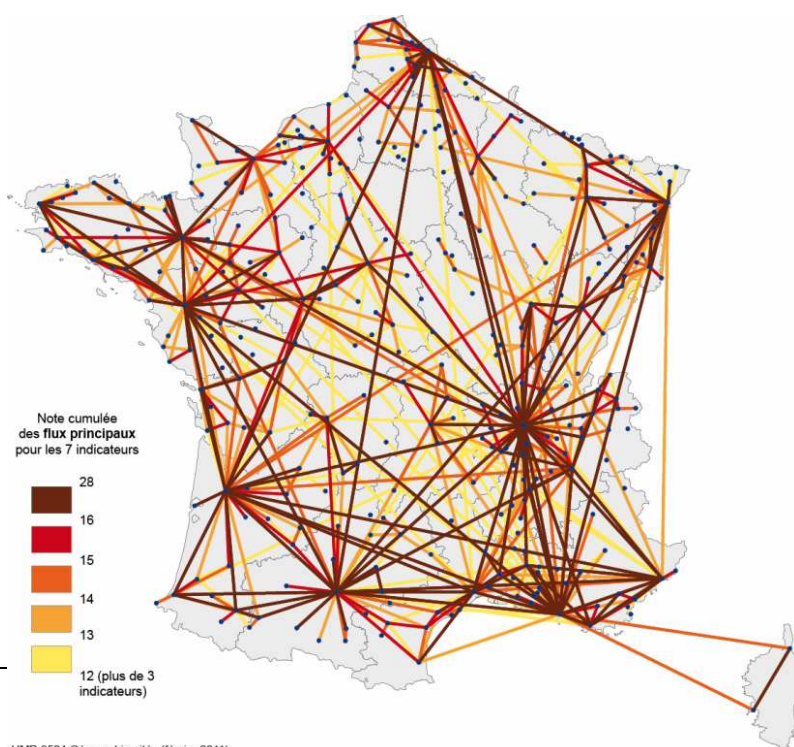 Note cumulée
des flux principaux
pour les 7 indicateurs
28
16
15
14
13
12 (plus de 3
indicateurs)